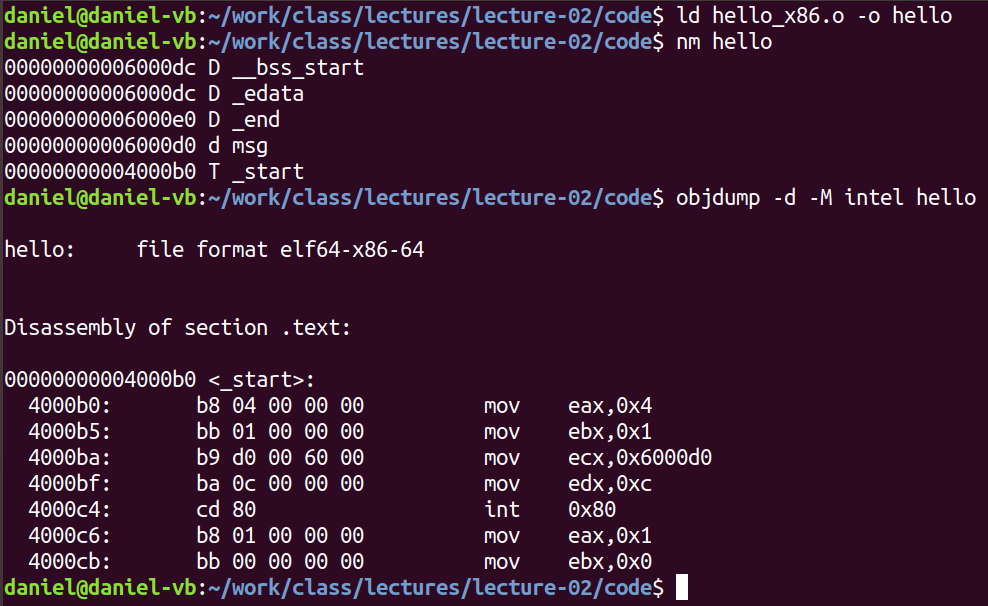 daniel@daniel-vb:~/work/class/lectures/lecture-02/code$ ld hello_x86.o -o hello
daniel@daniel-vb:~/work/class/lectures/lecture-02/code$ nm hello
00000000006000dc D __bss_start
00000000006000dc D _edata
00000000006000e0 D _end
00000000006000d0 d msg
00000000004000b0 T _start
daniel@daniel-vb:~/work/class/lectures/lecture-02/code$ objdump -d -M intel hello
hello:     file format elf64-x86-64
Disassembly of section .text:
00000000004000b0 <_start>:
  4000b0:       b8 04 00 00 00          mov    eax,0x4
  4000b5:       bb 01 00 00 00          mov    ebx,0x1
  4000ba:       b9 d0 00 60 00          mov    ecx,0x6000d0
  4000bf:       ba 0c 00 00 00          mov    edx,0xc
  4000c4:       cd 80                   int    0x80
  4000c6:       b8 01 00 00 00          mov    eax,0x1
  4000cb:       bb 00 00 00 00          mov    ebx,0x0
daniel@daniel-vb:~/work/class/lectures/lecture-02/code$